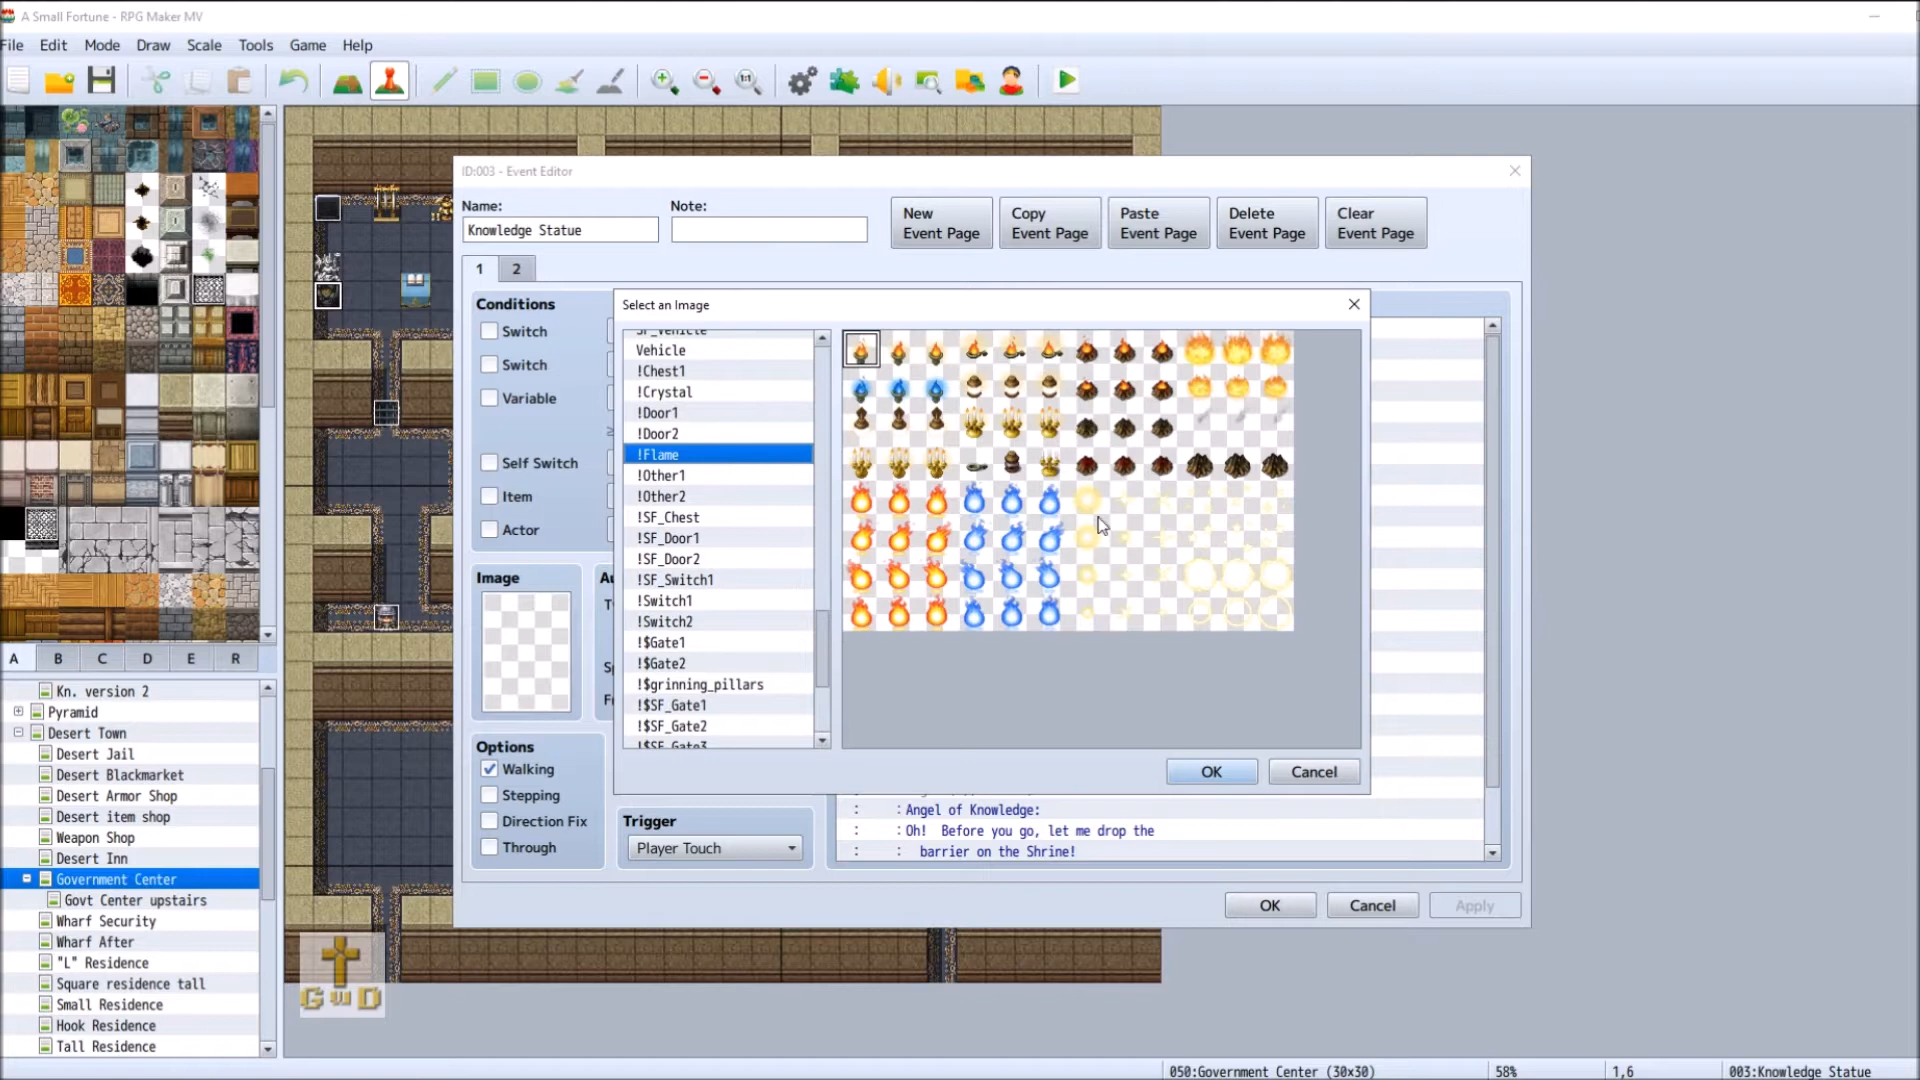 A Small Fortune - RPG Maker MV
File Edit Mode Draw Scale Tools Game Help
ID:003 - Event Editor
Name:
Note:
Knowledge Statue
New
Event Page
Copy
Event Page
Paste
Event Page
Delete
Event Page
Clear
Event Page
1 2
Conditions
Switch
Switch
Variable
Self Switch
Item
Actor
Image
Options
Walking
Stepping
Direction Fix
Through
Select an Image
SF_Vehicle
Vehicle
!Chest1
!Crystal
!Door1
!Door2
!Flame
!Other1
!Other2
!SF_Chest
!SF_Door1
!SF_Door2
!SF_Switch1
!Switch1
!Switch2
!$Gate1
!$Gate2
!$grinning_pillars
!$SF_Gate1
!$SF_Gate2
!$SF_Gate3
OK
Cancel
Trigger
Player Touch
: : Angel of Knowledge:
: : Oh! Before you go, let me drop the
: : barrier on the Shrine!
OK
Cancel
Apply
A B C D E R
Kn. version 2
Pyramid
Desert Town
Desert Jail
Desert Blackmarket
Desert Armor Shop
Desert item shop
Weapon Shop
Desert Inn
Government Center
Govt Center upstairs
Wharf Security
Wharf After
"L" Residence
Square residence tall
Small Residence
Hook Residence
Tall Residence
GWD
050:Government Center (30x30)
58%
1,6
003:Knowledge Statue